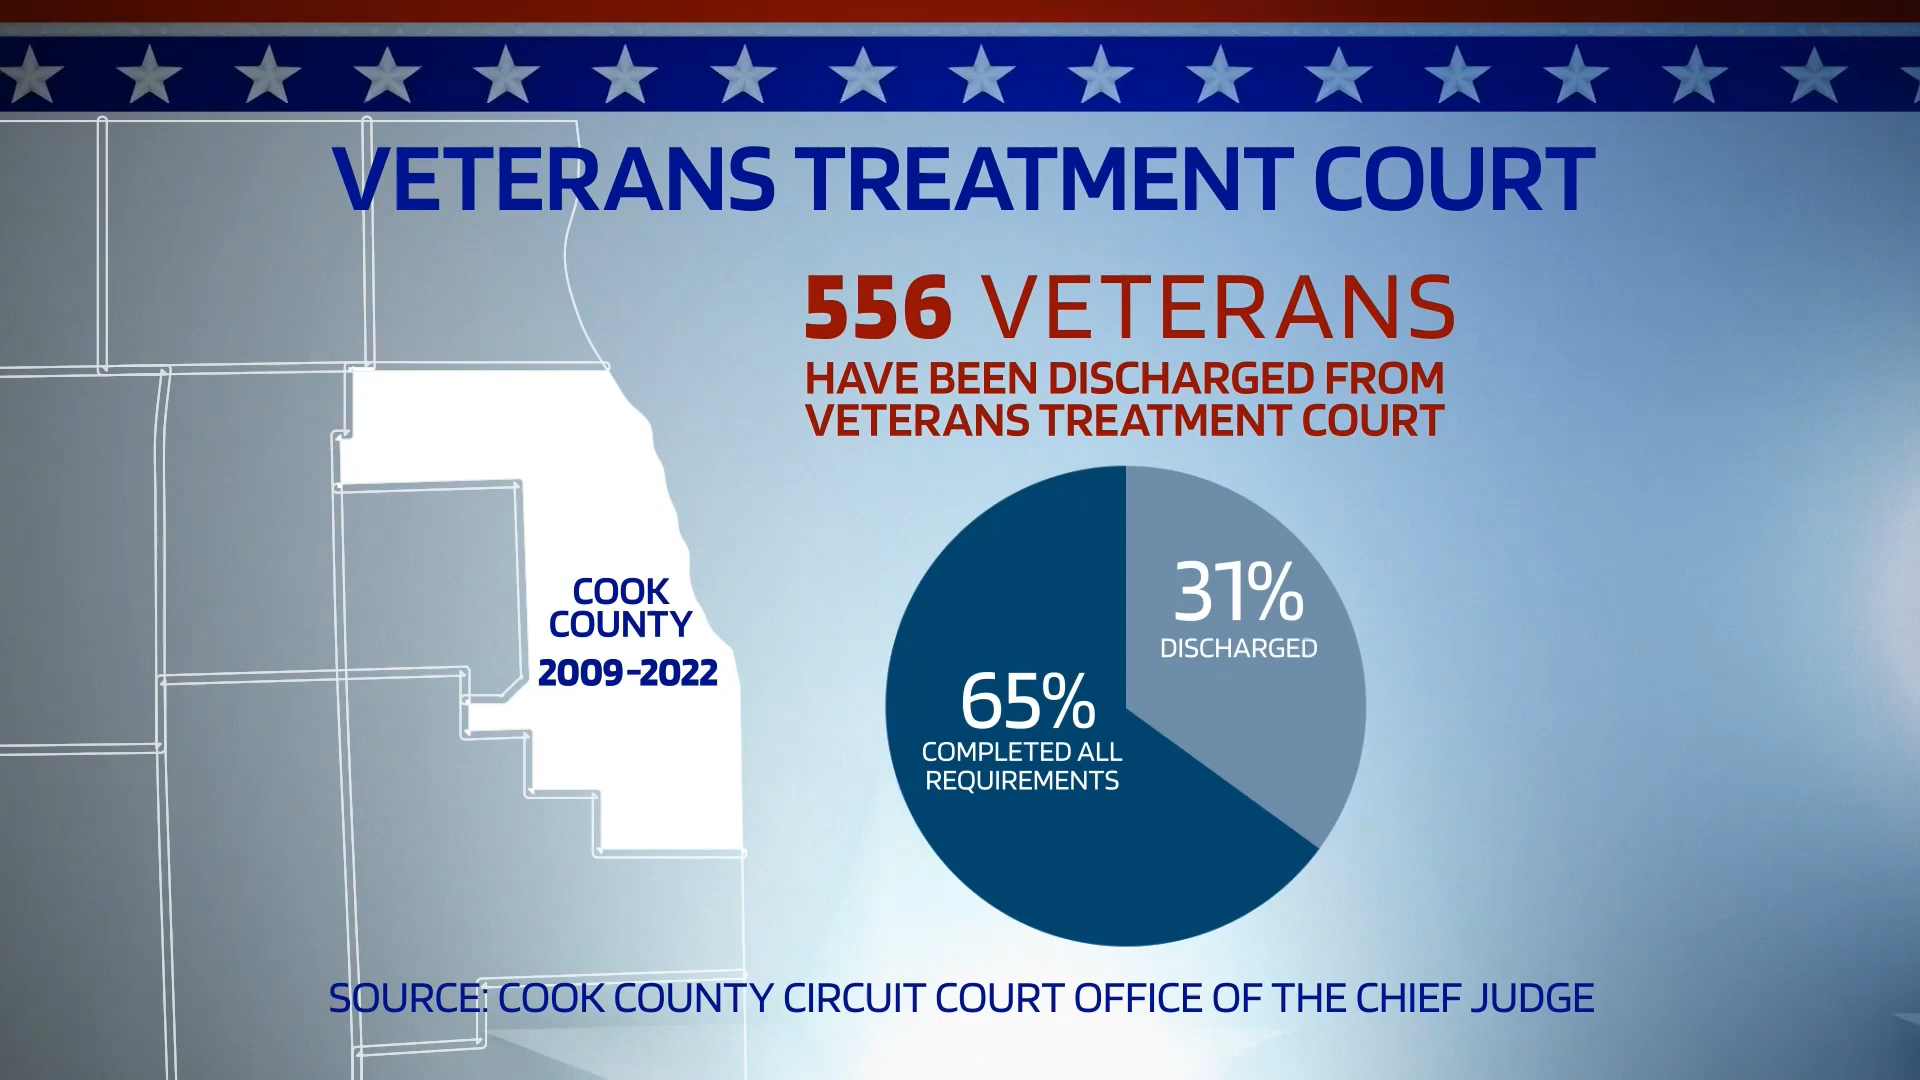 VETERANS TREATMENT COURT
556 VETERANS
HAVE BEEN DISCHARGED FROM
VETERANS TREATMENT COURT
31%
DISCHARGED
65%
COMPLETED ALL
REQUIREMENTS
COOK
COUNTY
2009-2022
SOURCE: COOK COUNTY CIRCUIT COURT OFFICE OF THE CHIEF JUDGE